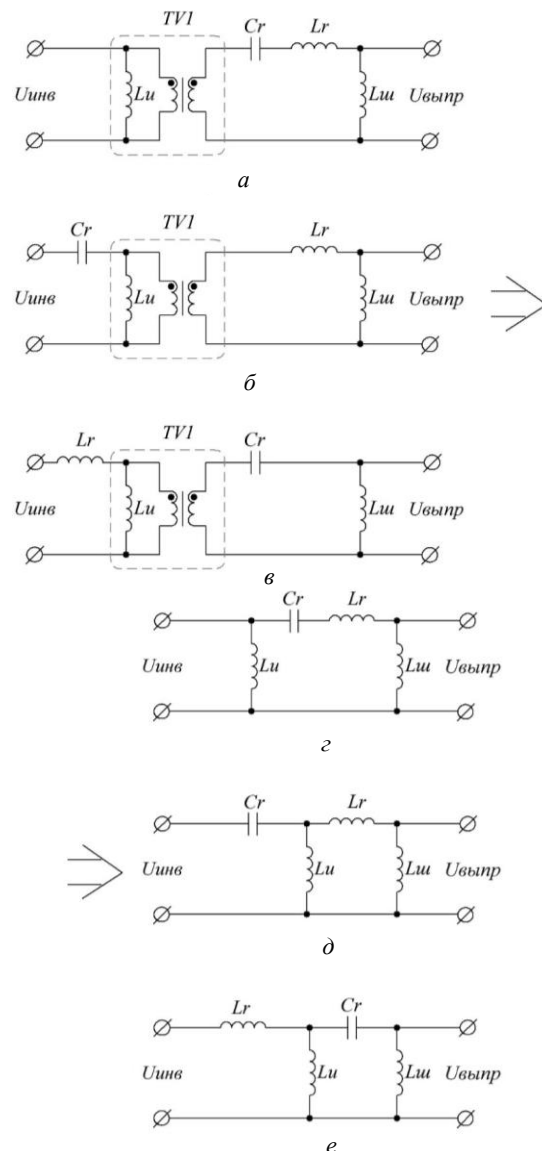 TV1 Cr Lr
Uинв Lи Lш Uвыпр
а
Cr TV1 Lr
Uинв Lи Lш Uвыпр
б
Lr TV1 Cr
Uинв Lи Lш Uвыпр
в
Cr Lr
Uинв Lи Lш Uвыпр
г
Cr Lr
Uинв Lи Lш Uвыпр
д
Lr Cr
Uинв Lи Lш Uвыпр
е